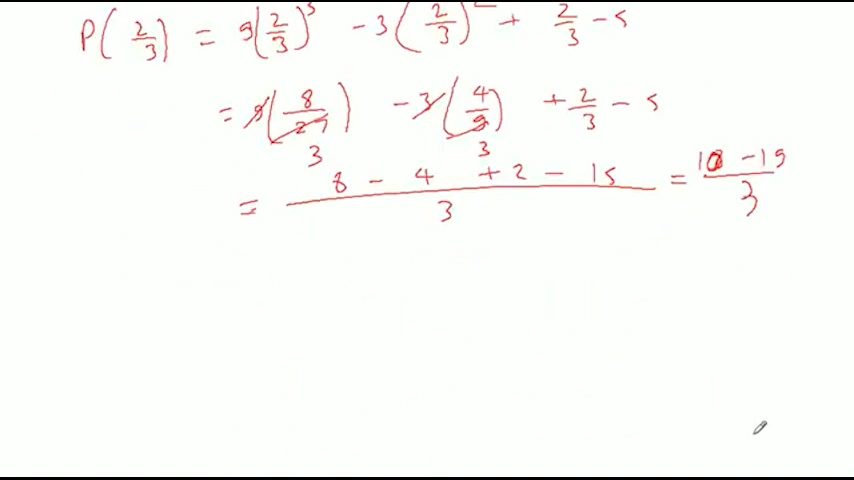 P(2/3) = 9(2/3)³ - 3(2/3)² + 2/3 - 5
= 9(8/27) - 3(4/9) + 2/3 - 5
3 3
= (8 - 4 + 2 - 15)/3 = (10 - 19)/3